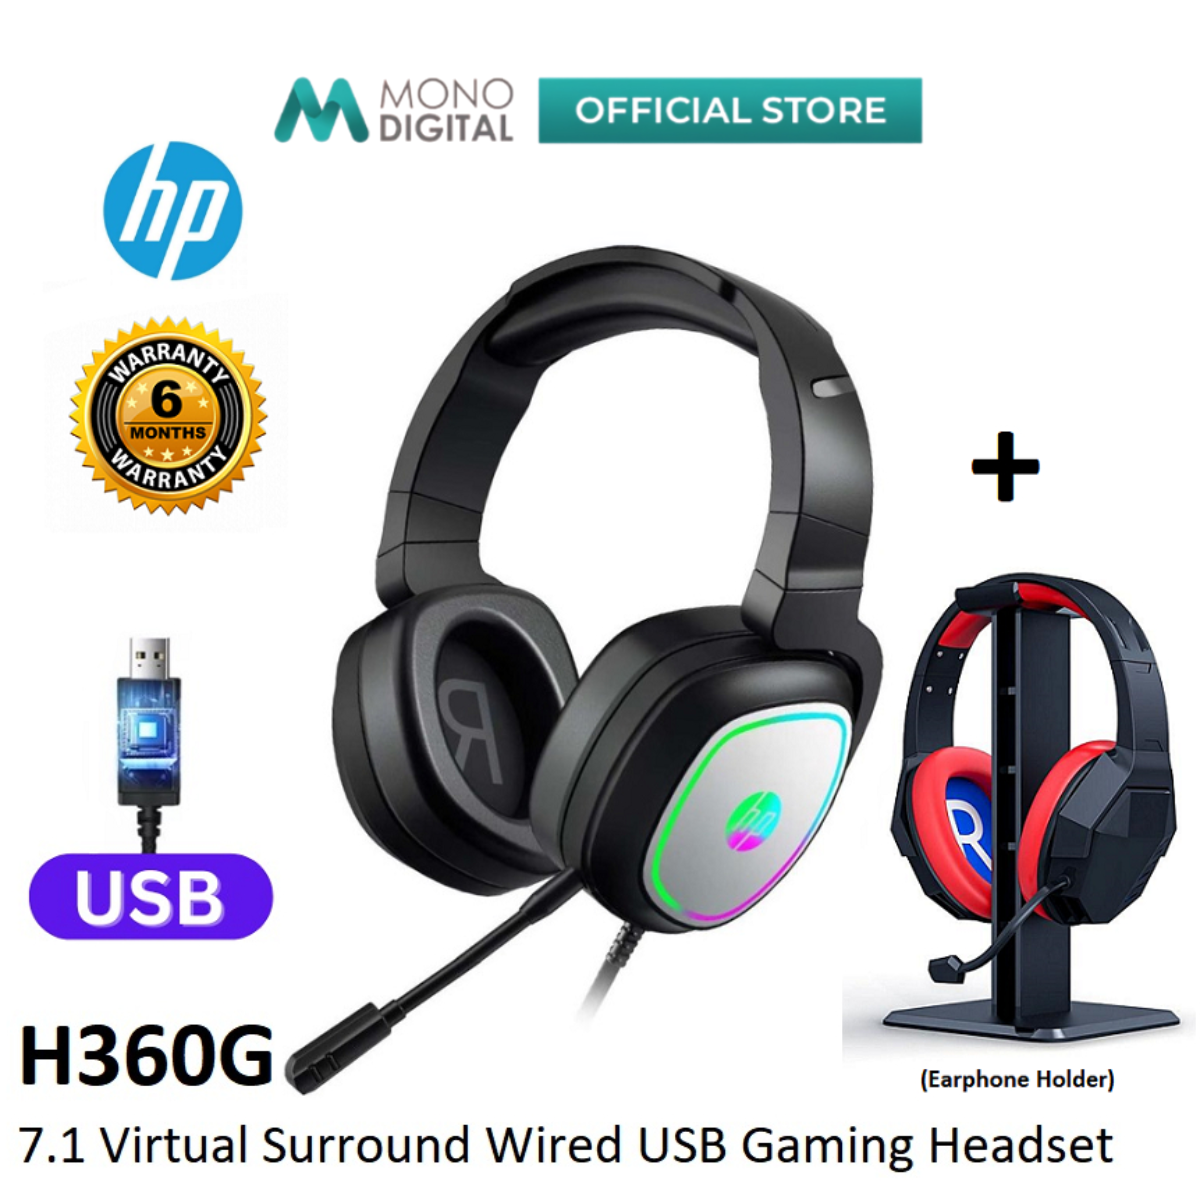 MONO
DIGITAL
OFFICIAL STORE
hp
WARRANTY
6
MONTHS
WARRANTY
R
hp
+
R
USB
(Earphone Holder)
H360G
7.1 Virtual Surround Wired USB Gaming Headset